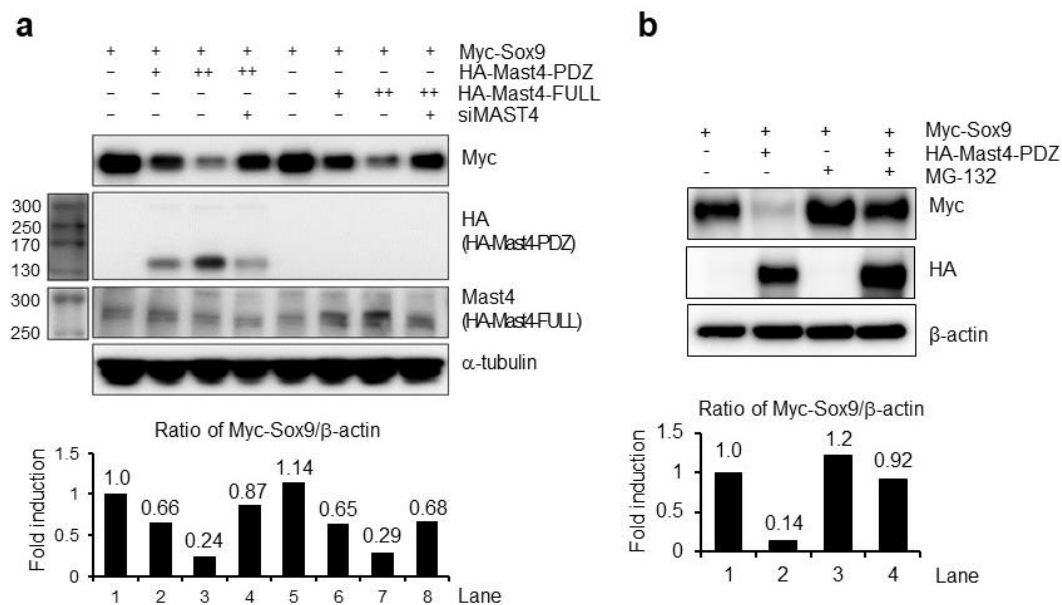 a
+ + + + + + + + Myc-Sox9
– + ++ ++ – – – – HA-Mast4-PDZ
– – – – – + ++ ++ HA-Mast4-FULL
– – – + – – – + siMAST4
Myc
300
250
170
130
HA
(HA-Mast4-PDZ)
300
250
Mast4
(HA-Mast4-FULL)
α-tubulin
Ratio of Myc-Sox9/β-actin
Fold induction
1.5
1
0.5
0
1.0
0.66
0.24
0.87
1.14
0.65
0.29
0.68
1 2 3 4 5 6 7 8 Lane
b
+ + + + Myc-Sox9
- + - + HA-Mast4-PDZ
- - + + MG-132
Myc
HA
β-actin
Ratio of Myc-Sox9/β-actin
Fold induction
1.5
1
0.5
0
1.0
0.14
1.2
0.92
1 2 3 4 Lane